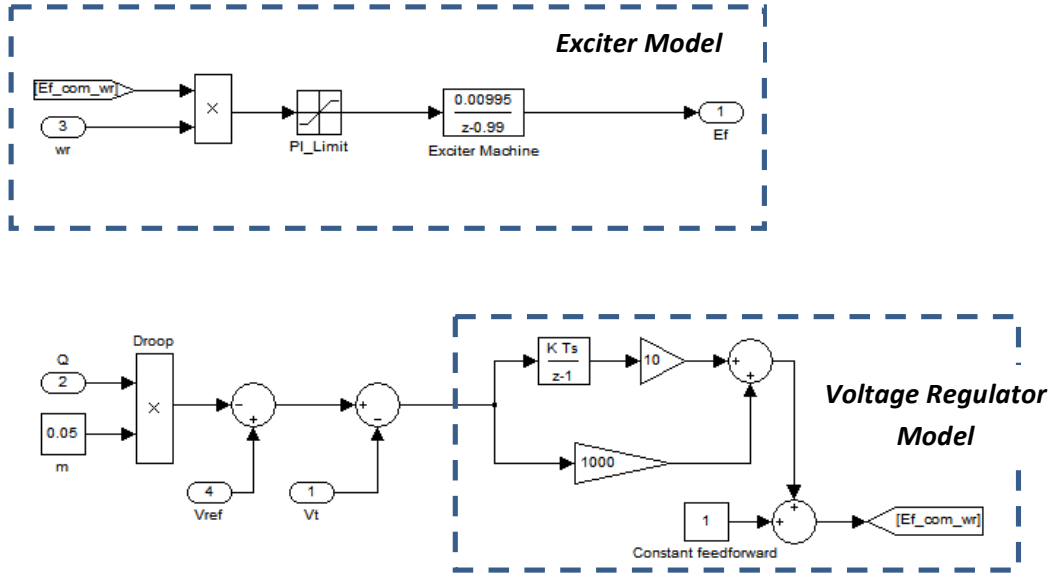 Exciter Model
[Ef_com_wr]
3
wr
×
PI_Limit
0.00995
z-0.99
Exciter Machine
1
Ef
Droop
Q
2
0.05
m
×
−
+
4
Vref
+
−
1
Vt
Voltage Regulator
Model
K Ts
z-1
10
+
+
1000
1
Constant feedforward
+
+
[Ef_com_wr]